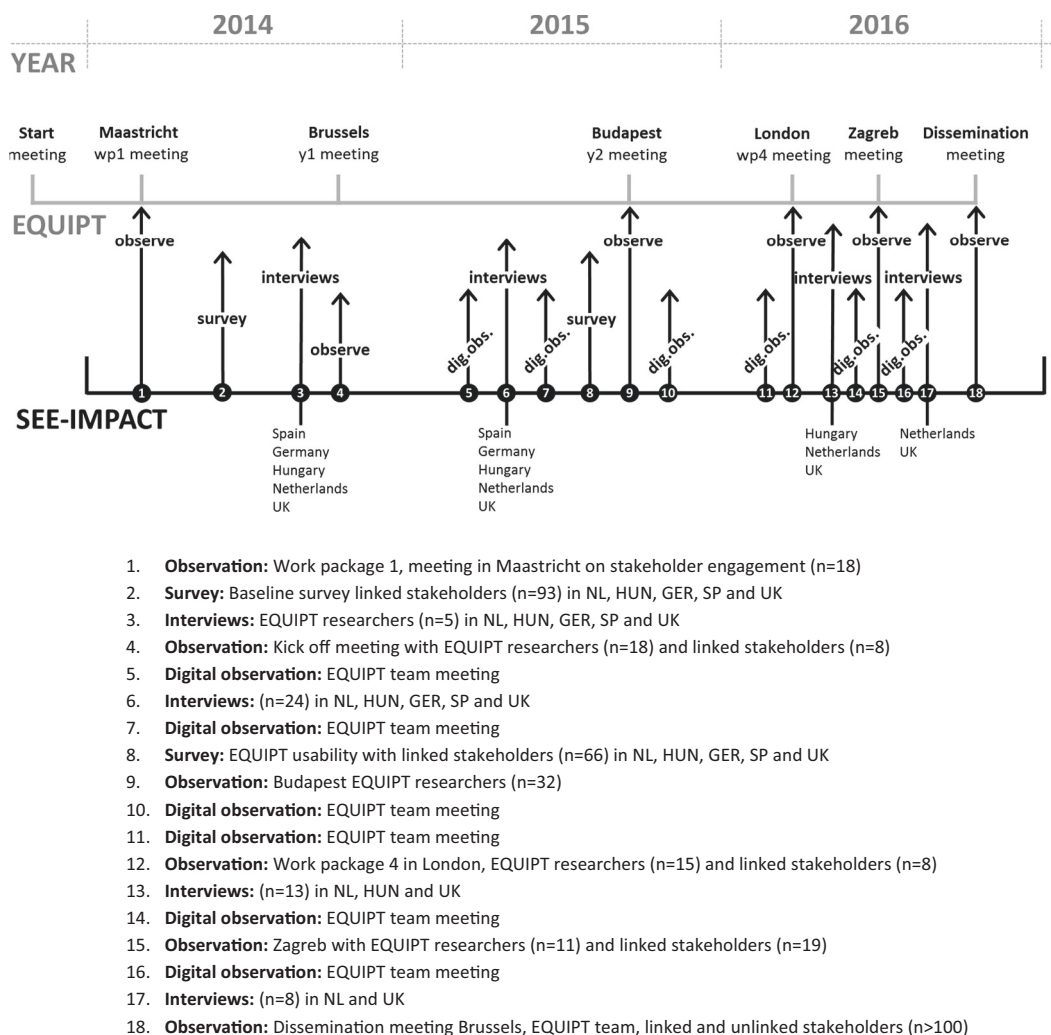 2014 2015 2016
YEAR
Start Maastricht Brussels Budapest London Zagreb Dissemination
meeting wp1 meeting y1 meeting y2 meeting wp4 meeting meeting meeting
EQUIPT
observe observe observe observe observe
interviews interviews interviews interviews
survey survey
observe dig.obs. dig.obs. dig.obs. dig.obs. dig.obs. dig.obs.
1 2 3 4 5 6 7 8 9 10 11 12 13 14 15 16 17 18
SEE-IMPACT
Spain Spain Hungary Netherlands
Germany Germany Netherlands UK
Hungary Hungary UK
Netherlands Netherlands
UK UK
1. Observation: Work package 1, meeting in Maastricht on stakeholder engagement (n=18)
2. Survey: Baseline survey linked stakeholders (n=93) in NL, HUN, GER, SP and UK
3. Interviews: EQUIPT researchers (n=5) in NL, HUN, GER, SP and UK
4. Observation: Kick off meeting with EQUIPT researchers (n=18) and linked stakeholders (n=8)
5. Digital observation: EQUIPT team meeting
6. Interviews: (n=24) in NL, HUN, GER, SP and UK
7. Digital observation: EQUIPT team meeting
8. Survey: EQUIPT usability with linked stakeholders (n=66) in NL, HUN, GER, SP and UK
9. Observation: Budapest EQUIPT researchers (n=32)
10. Digital observation: EQUIPT team meeting
11. Digital observation: EQUIPT team meeting
12. Observation: Work package 4 in London, EQUIPT researchers (n=15) and linked stakeholders (n=8)
13. Interviews: (n=13) in NL, HUN and UK
14. Digital observation: EQUIPT team meeting
15. Observation: Zagreb with EQUIPT researchers (n=11) and linked stakeholders (n=19)
16. Digital observation: EQUIPT team meeting
17. Interviews: (n=8) in NL and UK
18. Observation: Dissemination meeting Brussels, EQUIPT team, linked and unlinked stakeholders (n>100)